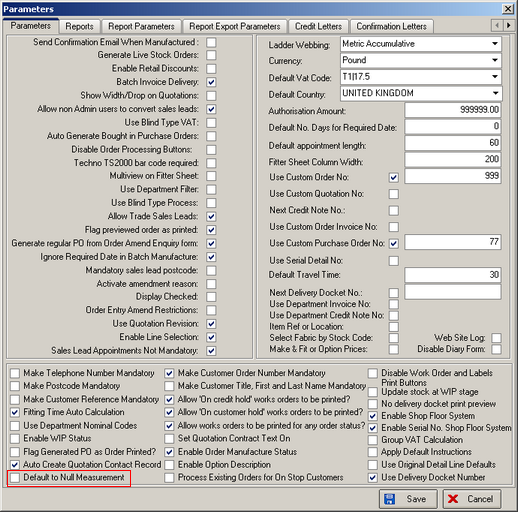 Parameters
Parameters
Reports
Report Parameters
Report Export Parameters
Credit Letters
Confirmation Letters
Send Confirmation Email When Manufactured :
Generate Live Stock Orders:
Enable Retail Discounts:
Batch Invoice Delivery:
Show Width/Drop on Quotations:
Allow non Admin users to convert sales leads:
Use Blind Type VAT:
Auto Generate Bought in Purchase Orders:
Disable Order Processing Buttons:
Techno TS2000 bar code required:
Multiview on Fitter Sheet:
Use Department Filter:
Use Blind Type Process:
Allow Trade Sales Leads:
Flag previewed order as printed:
Generate regular PO from Order Amend Enquiry form:
Ignore Required Date in Batch Manufacture:
Mandatory sales lead postcode:
Activate amendment reason:
Display Checked:
Order Entry Amend Restrictions:
Use Quotation Revision:
Enable Line Selection:
Sales Lead Appointments Not Mandatory:
Ladder Webbing: Metric Accumulative
Currency: Pound
Default Vat Code: T1|17.5
Default Country: UNITED KINGDOM
Authorisation Amount: 999999.00
Default No. Days for Required Date: 0
Default appointment length: 60
Fitter Sheet Column Width: 200
Use Custom Order No: 999
Use Custom Quotation No:
Next Credit Note No.:
Use Custom Order Invoice No:
Use Custom Purchase Order No: 77
Use Serial Detail No:
Default Travel Time: 30
Next Delivery Docket No.:
Use Department Invoice No:
Use Department Credit Note No:
Item Ref or Location:
Select Fabric by Stock Code: Web Site Log:
Make & Fit or Option Prices: Disable Diary Form:
Make Telephone Number Mandatory
Make Postcode Mandatory
Make Customer Reference Mandatory
Fitting Time Auto Calculation
Use Department Nominal Codes
Enable WIP Status
Flag Generated PO as Order Printed?
Auto Create Quotation Contact Record
Default to Null Measurement
Make Customer Order Number Mandatory
Make Customer Title, First and Last Name Mandatory
Allow 'On credit hold' works orders to be printed?
Allow 'On customer hold' works orders to be printed?
Allow works orders to be printed for any order status?
Set Quotation Contract Text On
Enable Order Manufacture Status
Enable Option Description
Process Existing Orders for On Stop Customers
Disable Work Order and Labels
Print Buttons
Update stock at WIP stage
No delivery docket print preview
Enable Shop Floor System
Enable Serial No. Shop Floor System
Group VAT Calculation
Apply Default Instructions
Use Original Detail Line Defaults
Use Delivery Docket Number
Save
Cancel